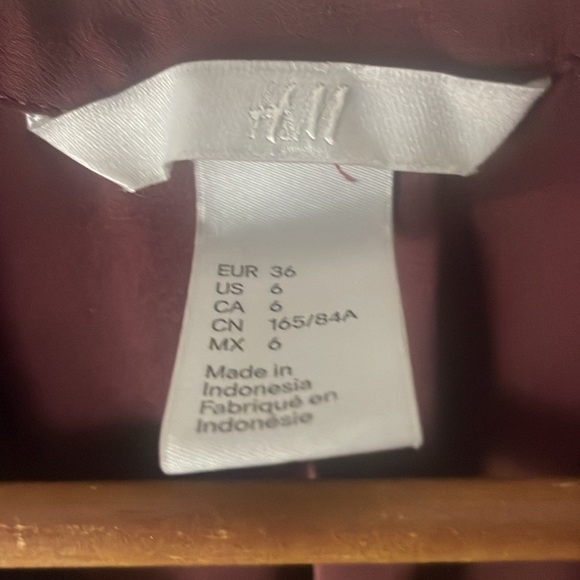 H&M
EUR 36
US 6
CA 6
CN 165/84A
MX 6
Made in
Indonesia
Fabriqué en
Indonésie